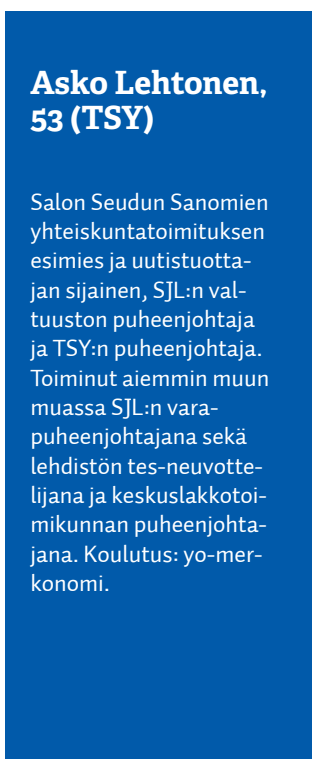 Asko Lehtonen,
53 (TSY)
Salon Seudun Sanomien
yhteiskuntatoimituksen
esimies ja uutistuotta-
jan sijainen, SJL:n val-
tuuston puheenjohtaja
ja TSY:n puheenjohtaja.
Toiminut aiemmin muun
muassa SJL:n vara-
puheenjohtajana sekä
lehdistön tes-neuvotte-
lijana ja keskuslakkotoi-
mikunnan puheenjohta-
jana. Koulutus: yo-mer-
konomi.